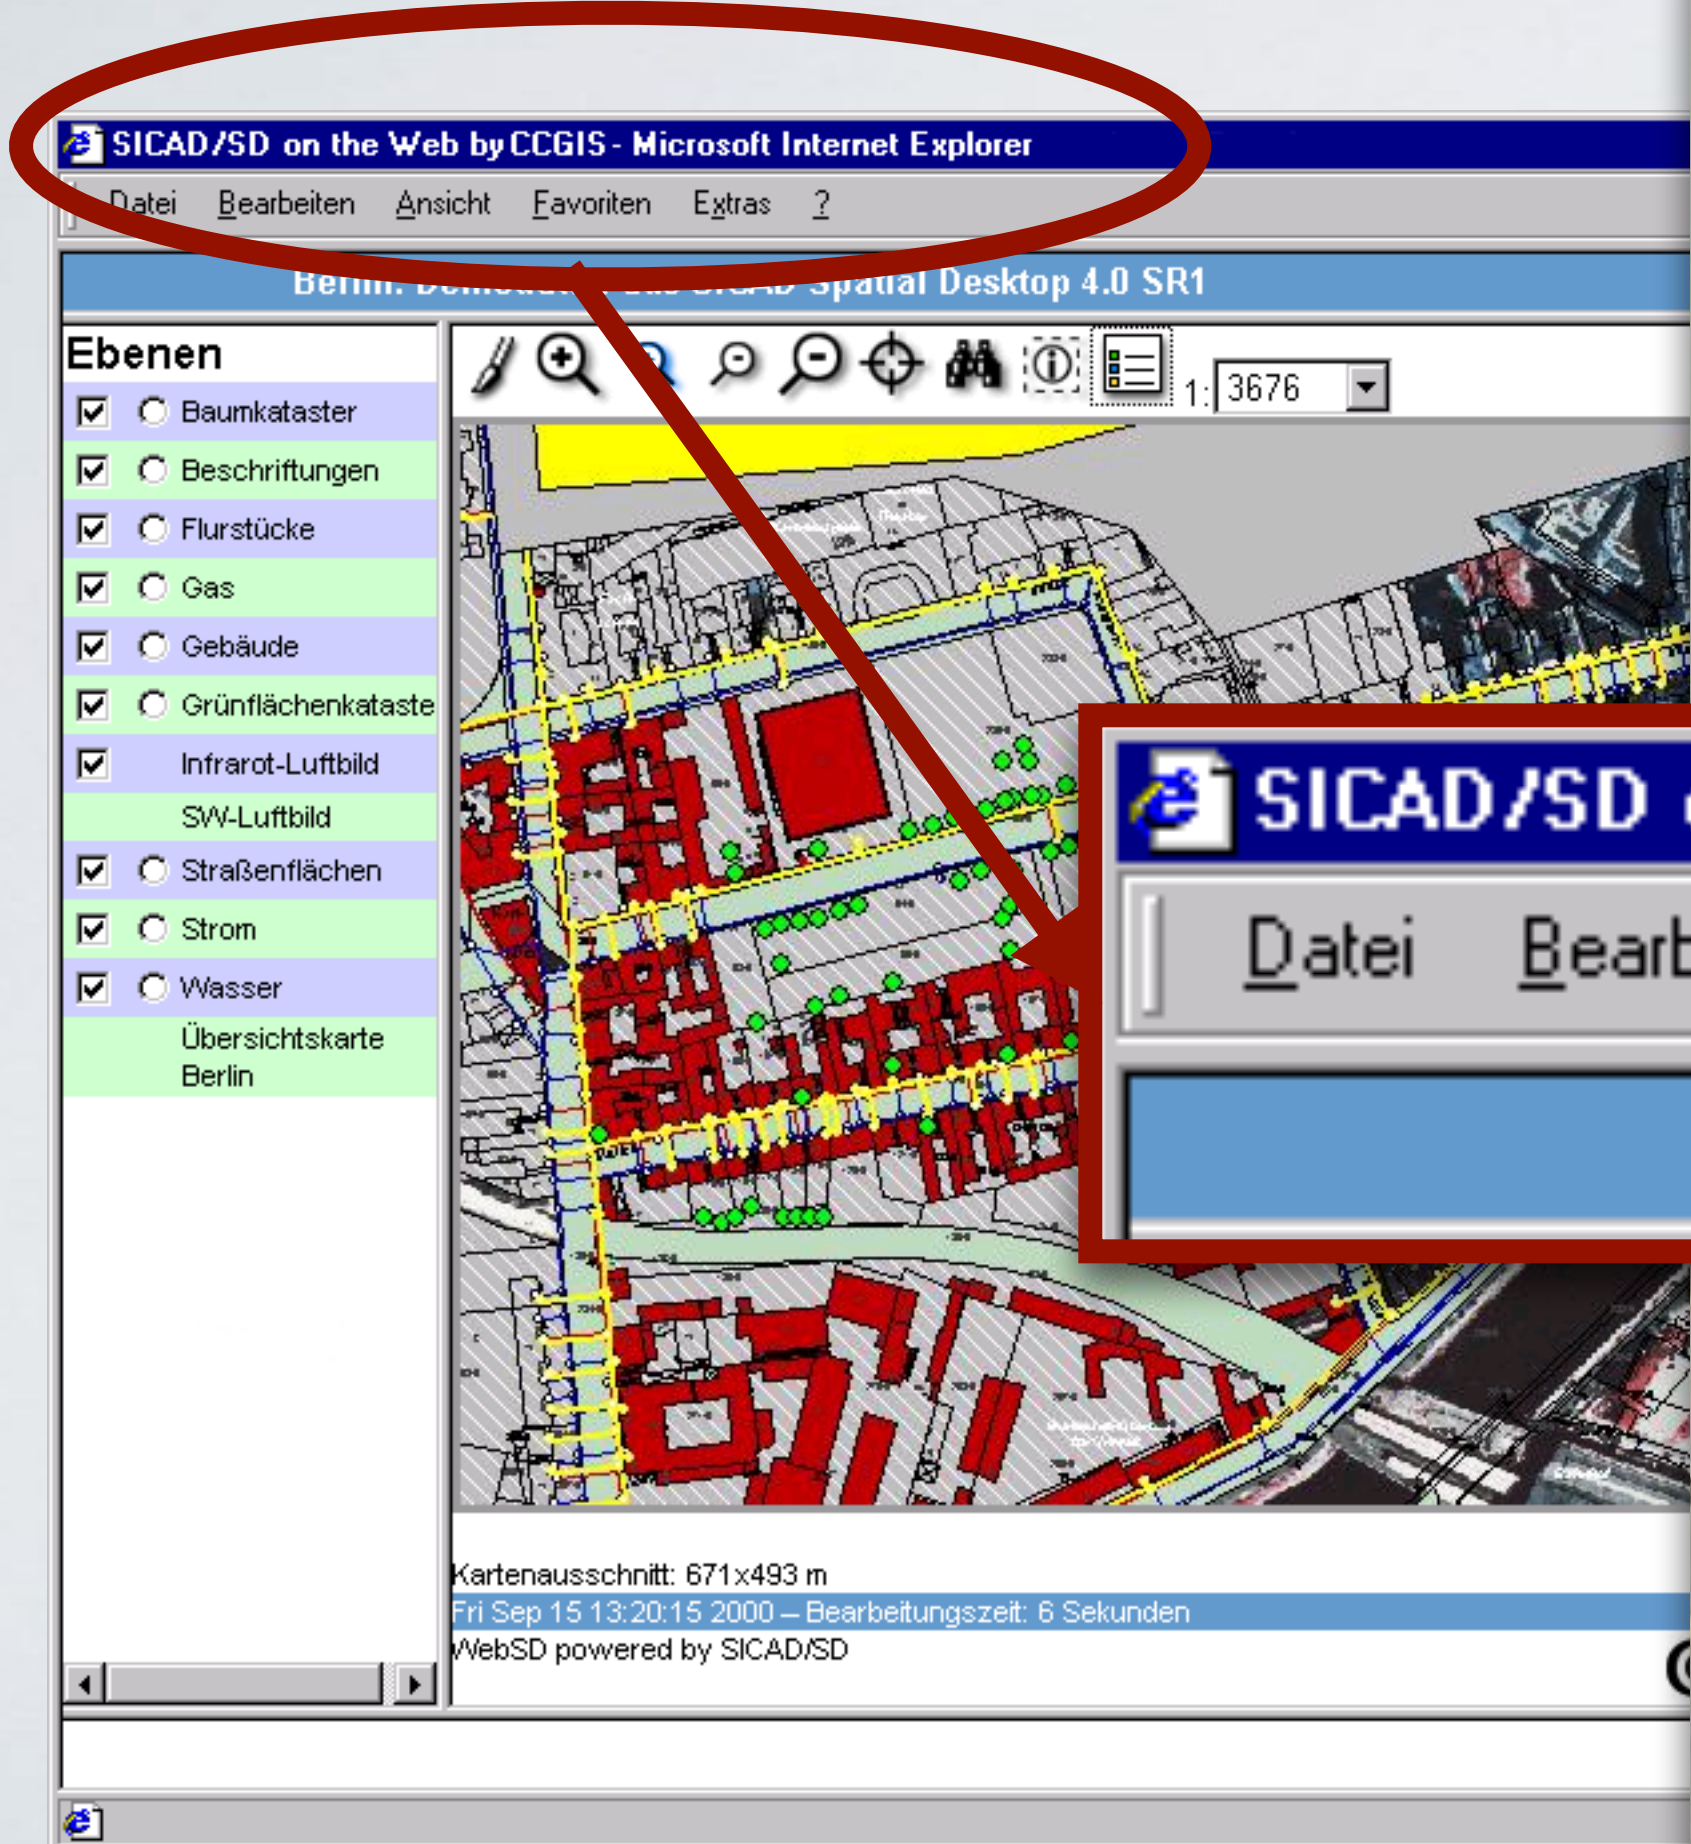 SICAD/SD on the Web by CCGIS - Microsoft Internet Explorer
Datei Bearbeiten Ansicht Favoriten Extras ?
Spatial Desktop 4.0 SR1
Ebenen
1: 3676
Baumkataster
Beschriftungen
Flurstücke
Gas
Gebäude
Grünflächenkataste
Infrarot-Luftbild
SW-Luftbild
Straßenflächen
Strom
Wasser
Übersichtskarte
Berlin
SICAD/SD
Datei Bearb
Kartenausschnitt: 671x493 m
Fri Sep 15 13:20:15 2000 – Bearbeitungszeit: 6 Sekunden
WebSD powered by SICAD/SD